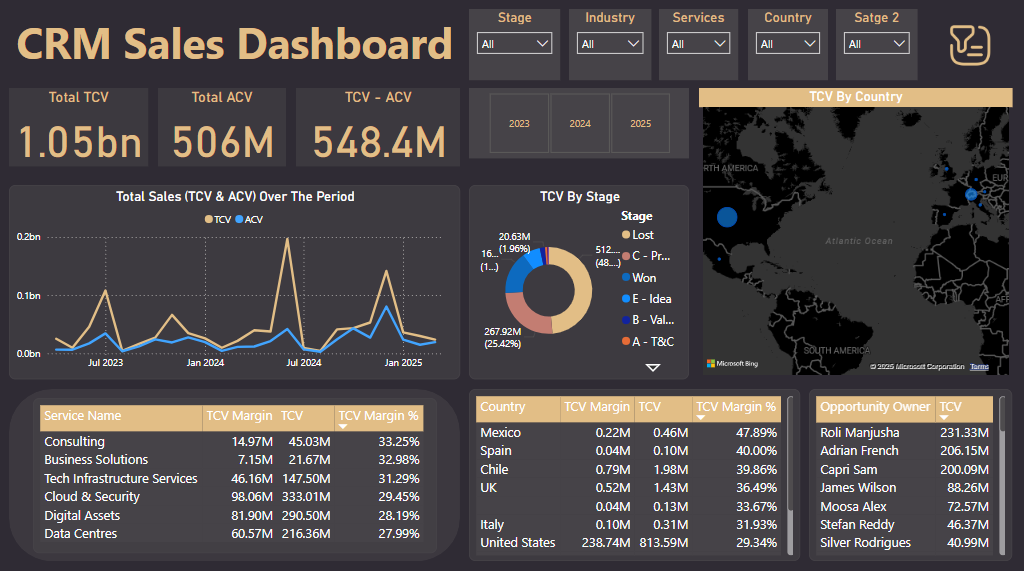 CRM Sales Dashboard
Stage
All
Industry
All
Services
All
Country
All
Satge 2
All
Total TCV
1.05bn
Total ACV
506M
TCV - ACV
548.4M
2023
2024
2025
TCV By Country
RTH AMERICA
EUR
Atlantic Ocean
AF
SOUTH AMERICA
Microsoft Bing
© 2025 Microsoft Corporation Terms
Total Sales (TCV & ACV) Over The Period
TCV ACV
0.2bn
0.1bn
0.0bn
Jul 2023 Jan 2024 Jul 2024 Jan 2025
TCV By Stage
20.63M
(1.96%)
16...
(1...)
512....
(48....)
267.92M
(25.42%)
Stage
Lost
C - Pr...
Won
E - Idea
B - Val...
A - T&C
Service Name TCV Margin TCV TCV Margin %
Consulting 14.97M 45.03M 33.25%
Business Solutions 7.15M 21.67M 32.98%
Tech Infrastructure Services 46.16M 147.50M 31.29%
Cloud & Security 98.06M 333.01M 29.45%
Digital Assets 81.90M 290.50M 28.19%
Data Centres 60.57M 216.36M 27.99%
Country TCV Margin TCV TCV Margin %
Mexico 0.22M 0.46M 47.89%
Spain 0.04M 0.10M 40.00%
Chile 0.79M 1.98M 39.86%
UK 0.52M 1.43M 36.49%
0.04M 0.13M 33.67%
Italy 0.10M 0.31M 31.93%
United States 238.74M 813.59M 29.34%
Opportunity Owner TCV
Roli Manjusha 231.33M
Adrian French 206.15M
Capri Sam 200.09M
James Wilson 88.26M
Moosa Alex 72.57M
Stefan Reddy 46.37M
Silver Rodrigues 40.99M